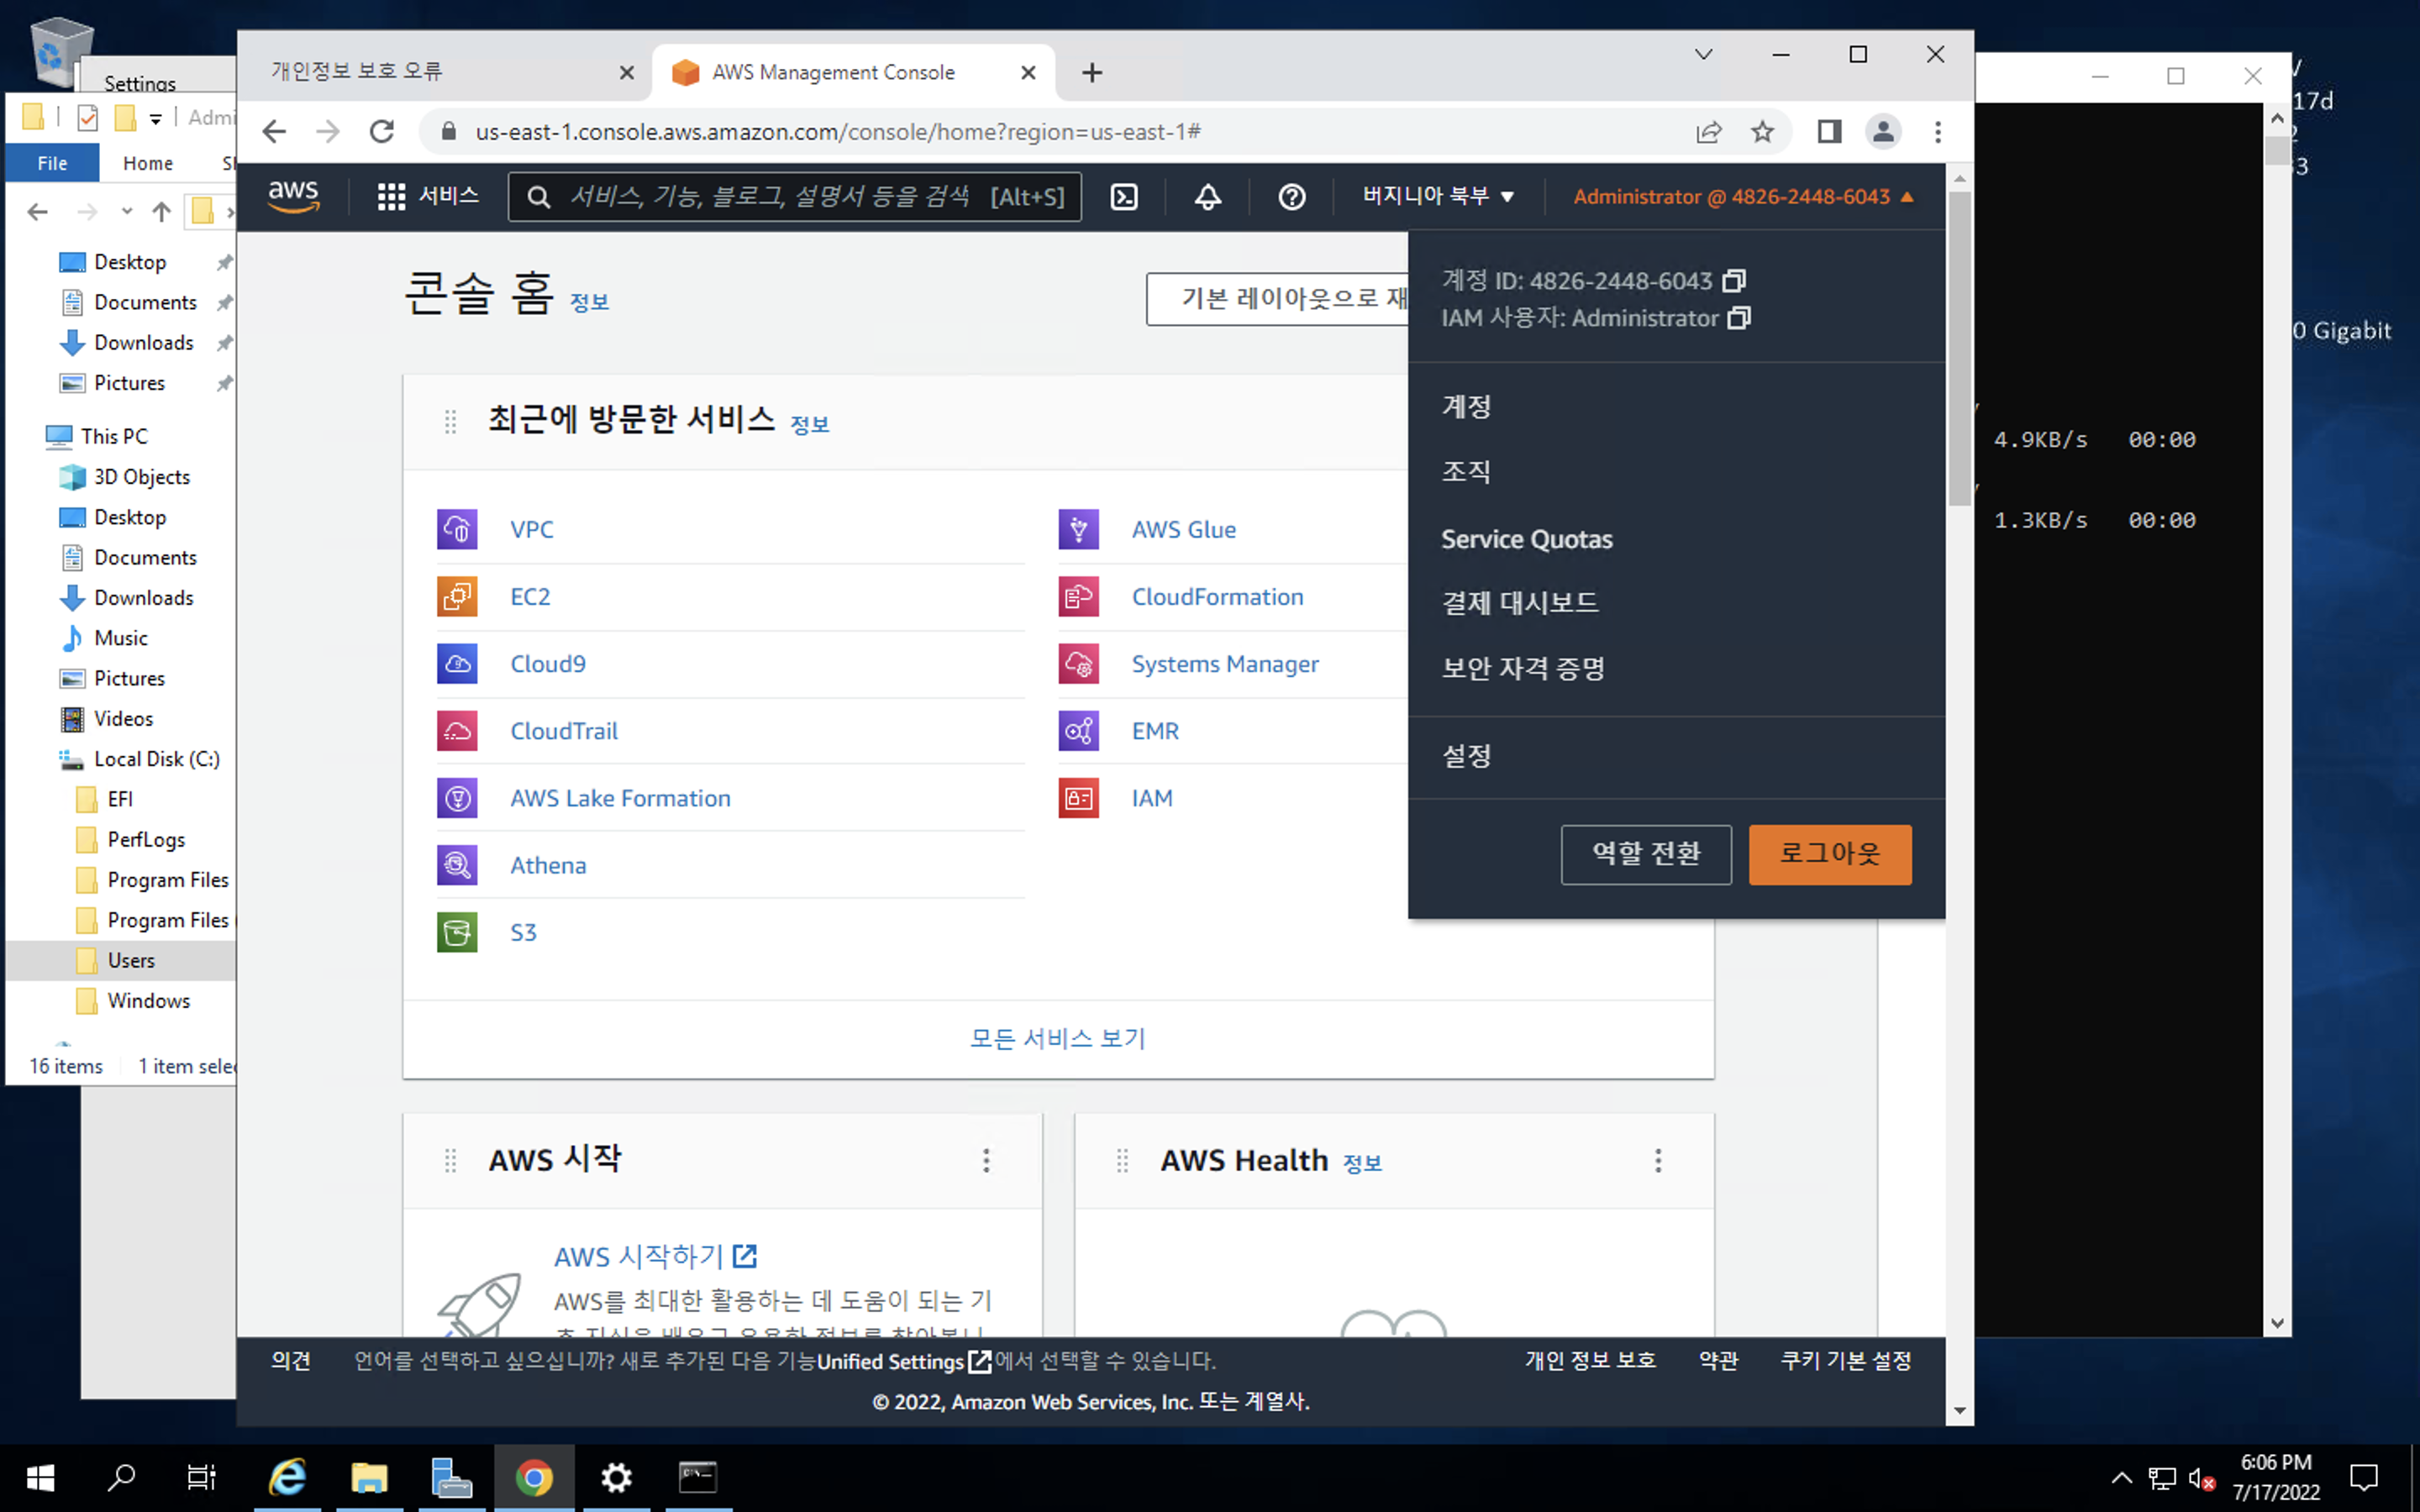 Settings
개인정보 보호 오류
AWS Management Console
Admi
File
Home
us-east-1.console.aws.amazon.com/console/home?region=us-east-1#
aws
서비스
서비스, 기능, 블로그, 설명서 등을 검색
[Alt+S]
버지니아 북부
Administrator @ 4826-2448-6043
17d
0 Gigabit
콘솔 홈 정보
기본 레이아웃으로 재
계정 ID: 4826-2448-6043
IAM 사용자: Administrator
계정
조직
Service Quotas
결제 대시보드
보안 자격 증명
설정
역할 전환
로그아웃
4.9KB/s 00:00
1.3KB/s 00:00
Desktop
Documents
Downloads
Pictures
This PC
3D Objects
Desktop
Documents
Downloads
Music
Pictures
Videos
Local Disk (C:)
EFI
PerfLogs
Program Files
Program Files
Users
Windows
16 items
1 item selec
최근에 방문한 서비스 정보
VPC
EC2
Cloud9
CloudTrail
AWS Lake Formation
Athena
S3
AWS Glue
CloudFormation
Systems Manager
EMR
IAM
모든 서비스 보기
AWS 시작
AWS 시작하기
AWS를 최대한 활용하는 데 도움이 되는 기
AWS Health 정보
의견
언어를 선택하고 싶으십니까? 새로 추가된 다음 기능Unified Settings에서 선택할 수 있습니다.
개인 정보 보호
약관
쿠키 기본 설정
© 2022, Amazon Web Services, Inc. 또는 계열사.
6:06 PM
7/17/2022